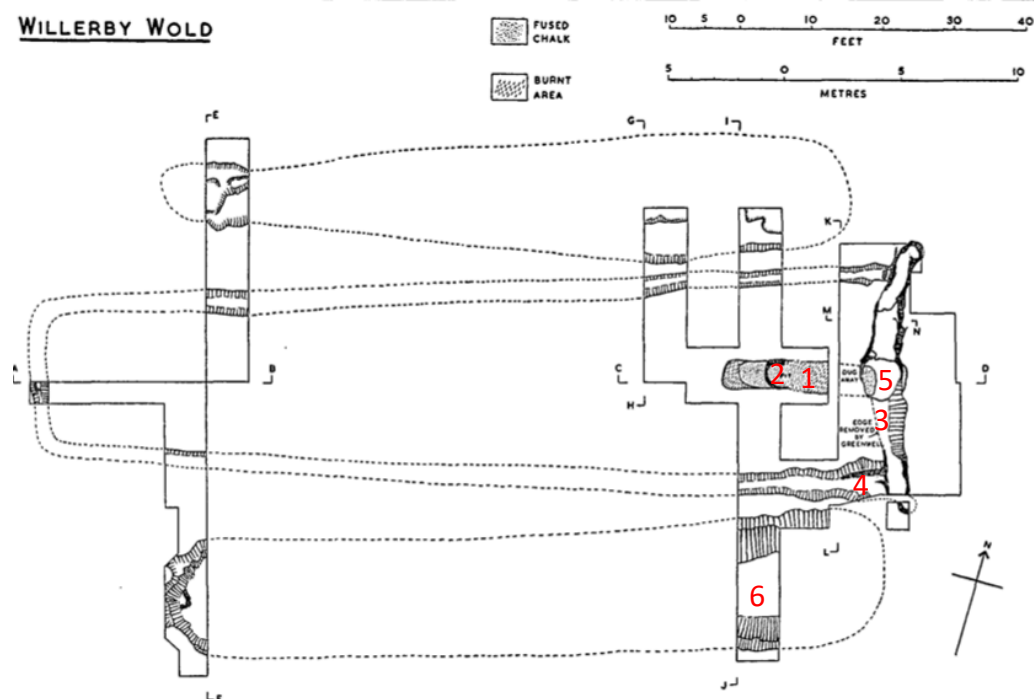 WILLERBY WOLD
FUSED
CHALK
BURNT
AREA
10 5 0 10 20 30 40
FEET
5 0 5 10
METRES
E
G
I
K
M
N
A
B
C
D
H
1
2
3
4
5
6
DUG
AWAY
EDGE
REMOVED
BY
GREENWELL
L
J
F
N